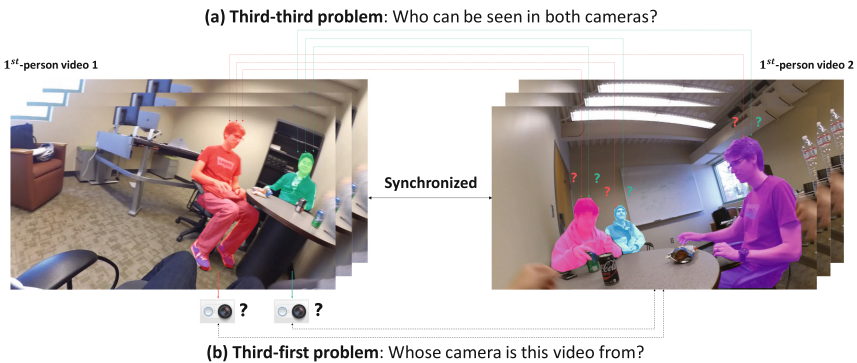 (a) Third-third problem: Who can be seen in both cameras?
1st-person video 1
1st-person video 2
? ?
? ?
? ?
Synchronized
? ?
(b) Third-first problem: Whose camera is this video from?